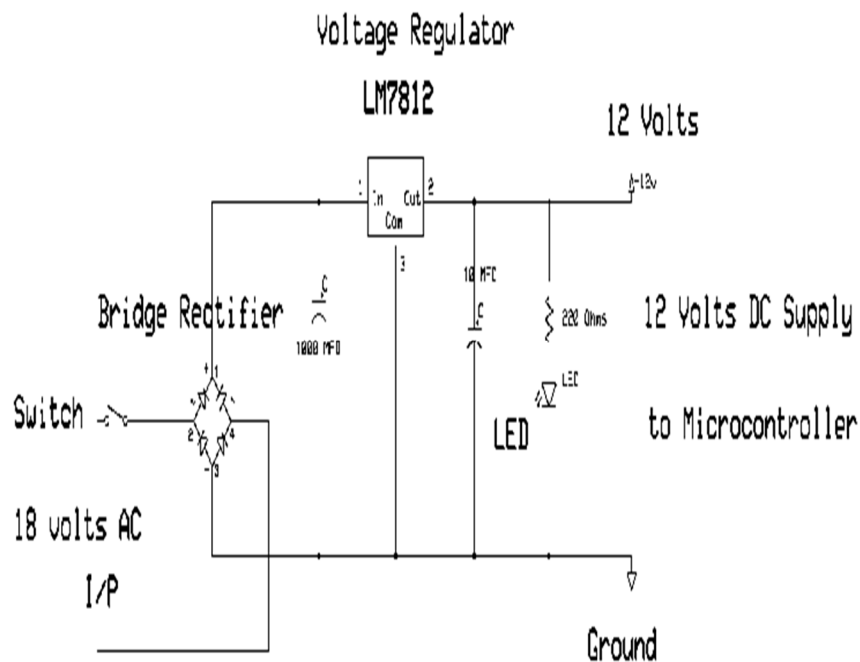 Voltage Regulator
LM7812
12 Volts
1
In
Out
2
Com
3
10 MFD
C
C
1000 MFD
Bridge Rectifier
220 Ohms
12 Volts DC Supply
+
1
Switch
2
4
LED
LED
to Microcontroller
-
3
18 volts AC
I/P
Ground